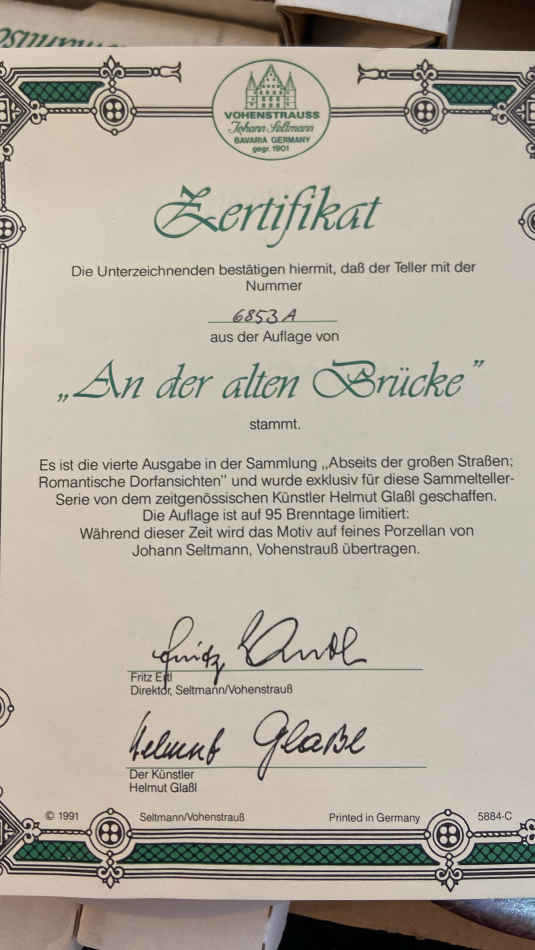 VOHENSTRAUSS
Johann Seltmann
BAVARIA GERMANY
gegr. 1901
Zertifikat
Die Unterzeichnenden bestätigen hiermit, daß der Teller mit der
Nummer
6853 A
aus der Auflage von
„An der alten Brücke”
stammt.
Es ist die vierte Ausgabe in der Sammlung „Abseits der großen Straßen;
Romantische Dorfansichten” und wurde exklusiv für diese Sammelteller-
Serie von dem zeitgenössischen Künstler Helmut Glaßl geschaffen.
Die Auflage ist auf 95 Brenntage limitiert:
Während dieser Zeit wird das Motiv auf feines Porzellan von
Johann Seltmann, Vohenstrauß übertragen.
Fritz Ertl
Fritz Ertl
Direktor, Seltmann/Vohenstrauß
Helmut Glaßl
Der Künstler
Helmut Glaßl
© 1991 Seltmann/Vohenstrauß Printed in Germany 5884-C